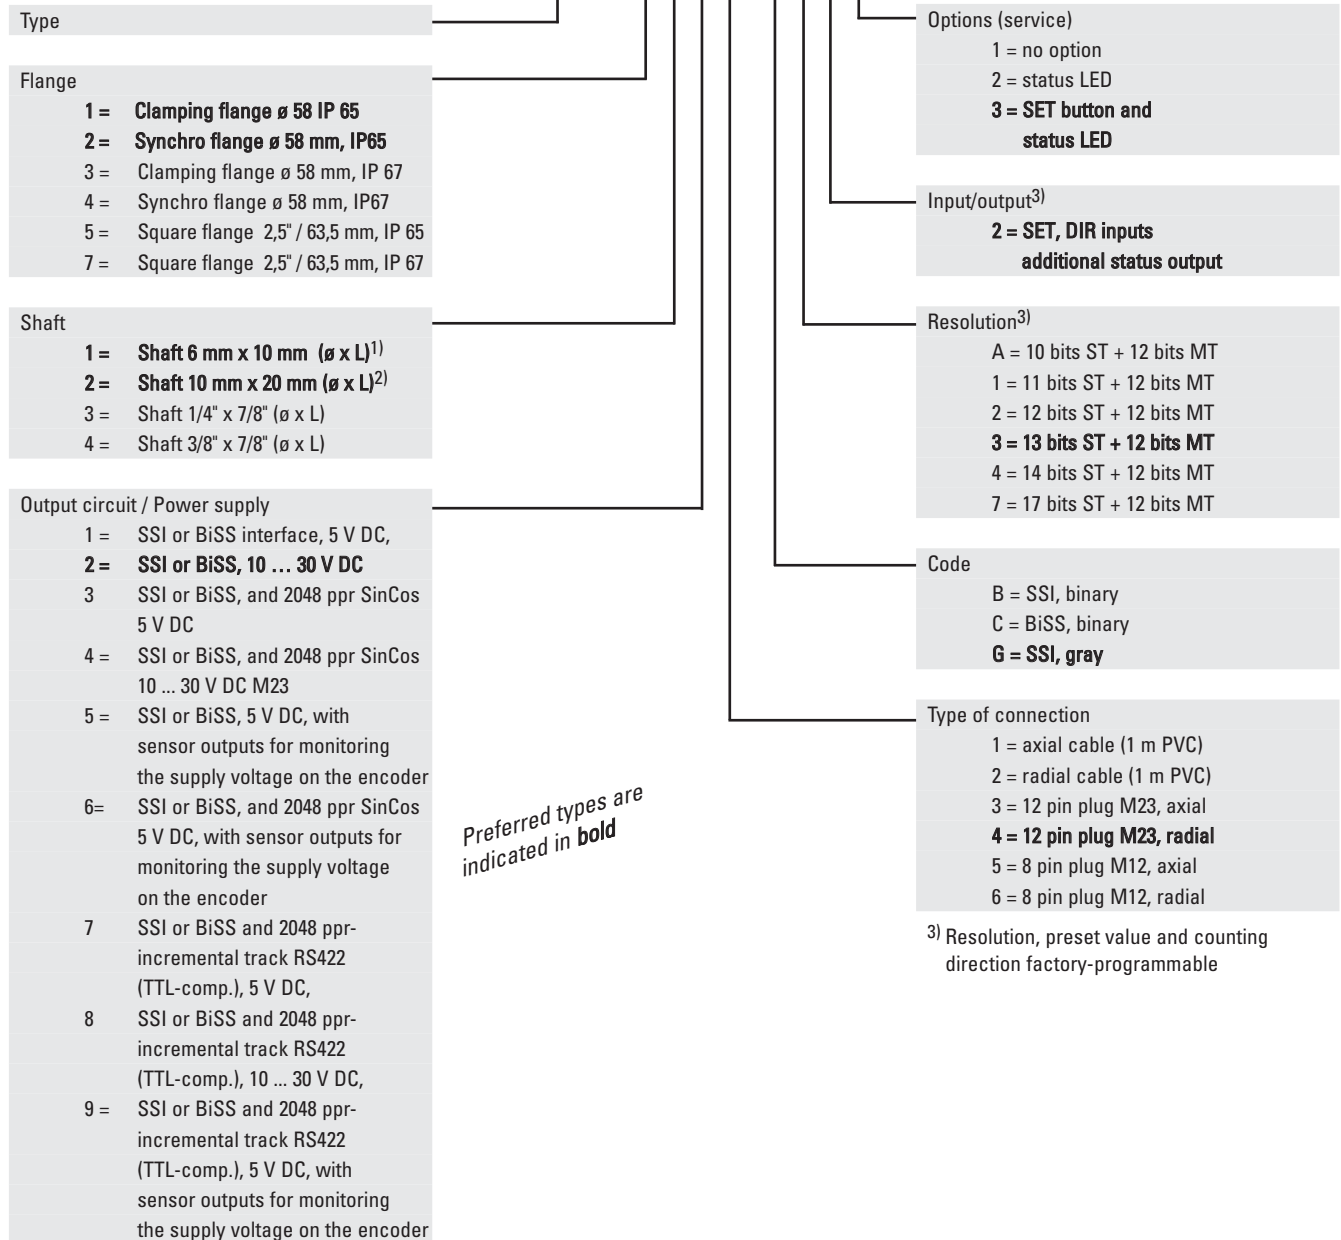 Type
Flange
1 = Clamping flange ø 58 IP 65
2 = Synchro flange ø 58 mm, IP65
3 = Clamping flange ø 58 mm, IP 67
4 = Synchro flange ø 58 mm, IP67
5 = Square flange 2,5" / 63,5 mm, IP 65
7 = Square flange 2,5" / 63,5 mm, IP 67
Shaft
1 = Shaft 6 mm x 10 mm (ø x L)1)
2 = Shaft 10 mm x 20 mm (ø x L)2)
3 = Shaft 1/4" x 7/8" (ø x L)
4 = Shaft 3/8" x 7/8" (ø x L)
Output circuit / Power supply
1 = SSI or BiSS interface, 5 V DC,
2 = SSI or BiSS, 10 … 30 V DC
3 SSI or BiSS, and 2048 ppr SinCos
5 V DC
4 = SSI or BiSS, and 2048 ppr SinCos
10 ... 30 V DC M23
5 = SSI or BiSS, 5 V DC, with
sensor outputs for monitoring
the supply voltage on the encoder
6= SSI or BiSS, and 2048 ppr SinCos
5 V DC, with sensor outputs for
monitoring the supply voltage
on the encoder
7 SSI or BiSS and 2048 ppr-
incremental track RS422
(TTL-comp.), 5 V DC,
8 SSI or BiSS and 2048 ppr-
incremental track RS422
(TTL-comp.), 10 ... 30 V DC,
9 = SSI or BiSS and 2048 ppr-
incremental track RS422
(TTL-comp.), 5 V DC, with
sensor outputs for monitoring
the supply voltage on the encoder
Preferred types are
indicated in bold
Options (service)
1 = no option
2 = status LED
3 = SET button and
status LED
Input/output3)
2 = SET, DIR inputs
additional status output
Resolution3)
A = 10 bits ST + 12 bits MT
1 = 11 bits ST + 12 bits MT
2 = 12 bits ST + 12 bits MT
3 = 13 bits ST + 12 bits MT
4 = 14 bits ST + 12 bits MT
7 = 17 bits ST + 12 bits MT
Code
B = SSI, binary
C = BiSS, binary
G = SSI, gray
Type of connection
1 = axial cable (1 m PVC)
2 = radial cable (1 m PVC)
3 = 12 pin plug M23, axial
4 = 12 pin plug M23, radial
5 = 8 pin plug M12, axial
6 = 8 pin plug M12, radial
3) Resolution, preset value and counting
direction factory-programmable